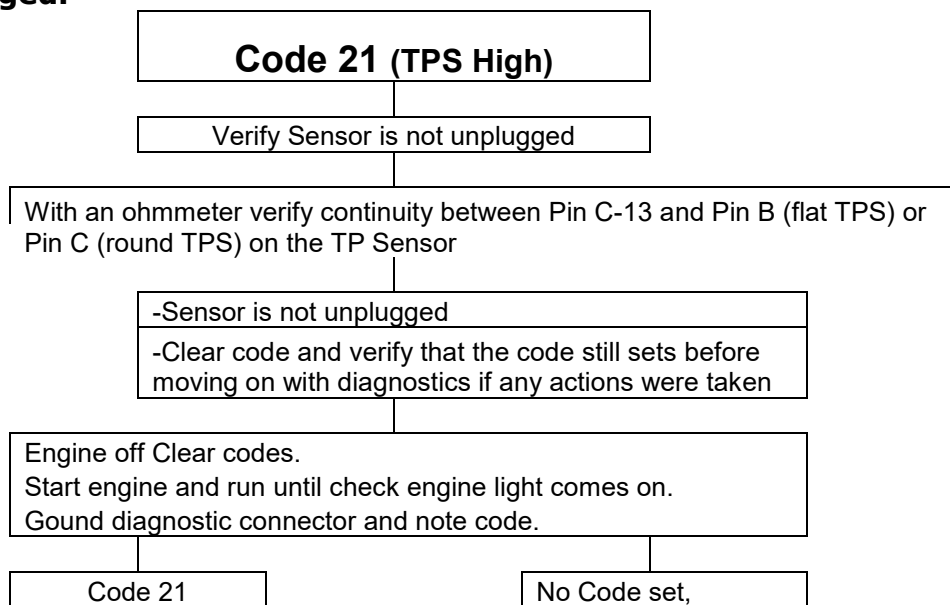 Code 21 (TPS High)
Verify Sensor is not unplugged
With an ohmmeter verify continuity between Pin C-13 and Pin B (flat TPS) or
Pin C (round TPS) on the TP Sensor
-Sensor is not unplugged
-Clear code and verify that the code still sets before
moving on with diagnostics if any actions were taken
Engine off Clear codes.
Start engine and run until check engine light comes on.
Gound diagnostic connector and note code.
Code 21
No Code set,